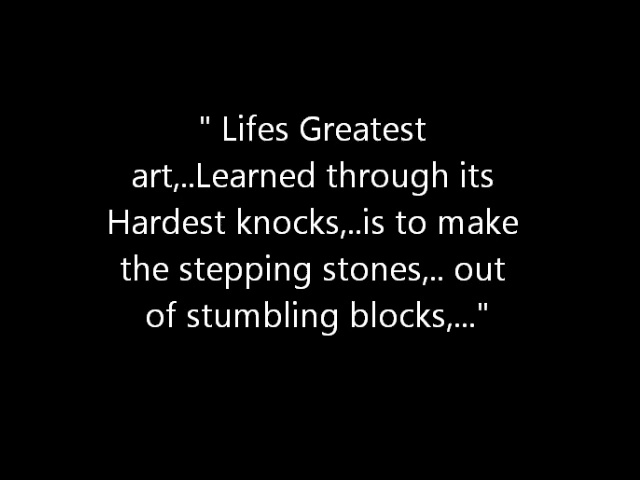 " Lifes Greatest
art,..Learned through its
Hardest knocks,..is to make
the stepping stones,.. out
of stumbling blocks,..."